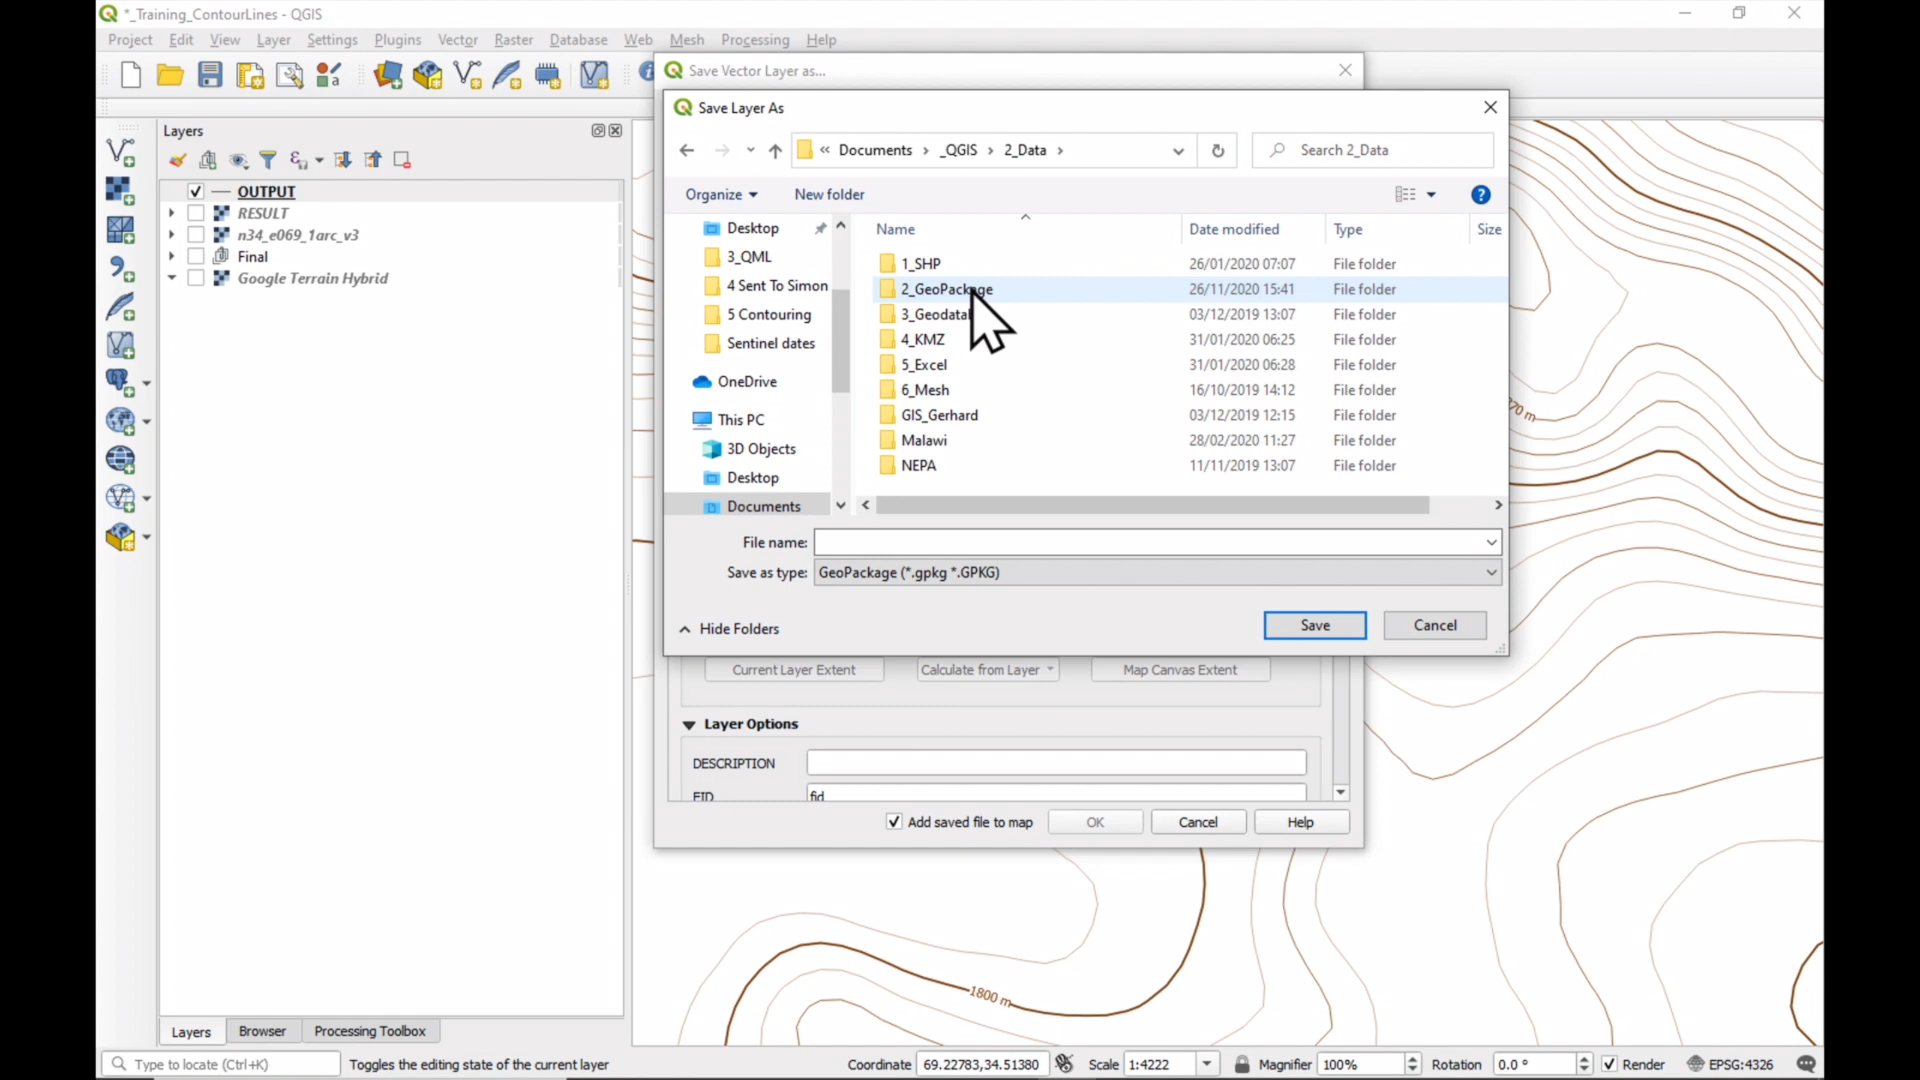 *_Training_ContourLines - QGIS
Project Edit View Layer Settings Plugins Vector Raster Database Web Mesh Processing Help
Save Vector Layer as...
Save Layer As
« Documents › _QGIS › 2_Data ›
Search 2_Data
Organize New folder
Layers
OUTPUT
RESULT
n34_e069_1arc_v3
Final
Google Terrain Hybrid
Desktop
3_QML
4 Sent To Simon
5 Contouring
Sentinel dates
OneDrive
This PC
3D Objects
Desktop
Documents
Name Date modified Type Size
1_SHP 26/01/2020 07:07 File folder
2_GeoPackage 26/11/2020 15:41 File folder
03/12/2019 13:07 File folder
4_KMZ 31/01/2020 06:25 File folder
5_Excel 31/01/2020 06:28 File folder
6_Mesh 16/10/2019 14:12 File folder
GIS_Gerhard 03/12/2019 12:15 File folder
Malawi 28/02/2020 11:27 File folder
NEPA 11/11/2019 13:07 File folder
File name:
Save as type: GeoPackage (*.gpkg *.GPKG)
Hide Folders
Save Cancel
Current Layer Extent Calculate from Layer Map Canvas Extent
Layer Options
DESCRIPTION
FID fid
Add saved file to map OK Cancel Help
1800 m
Layers Browser Processing Toolbox
Type to locate (Ctrl+K) Toggles the editing state of the current layer Coordinate 69.22783,34.51380 Scale 1:4222 Magnifier 100% Rotation 0.0 ° Render EPSG:4326